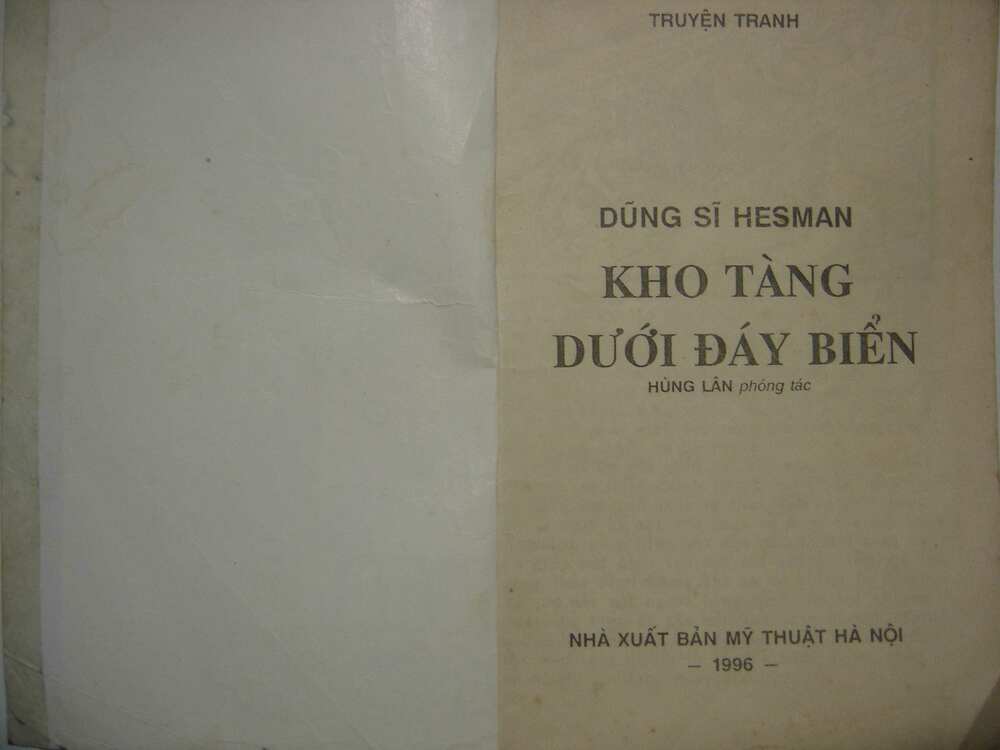 TRUYỆN TRANH
DŨNG SĨ HESMAN
KHO TÀNG
DƯỚI ĐÁY BIỂN
HÙNG LÂN phóng tác
NHÀ XUẤT BẢN MỸ THUẬT HÀ NỘI
– 1996 –